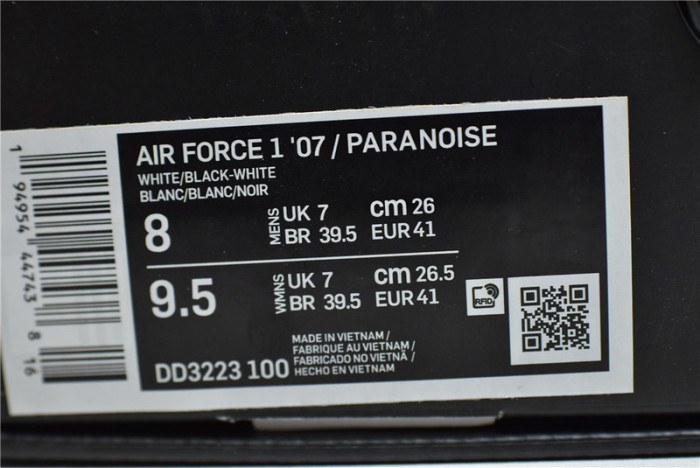 AIR FORCE 1 '07 / PARANOISE
WHITE/BLACK-WHITE
BLANC/BLANC/NOIR
8
MENS
UK 7 cm 26
BR 39.5 EUR 41
9.5
WMNS
UK 7 cm 26.5
BR 39.5 EUR 41
RFID
MADE IN VIETNAM /
FABRIQUE AU VIETNAM /
FABRICADO NO VIETNÃ /
HECHO EN VIETNAM
DD3223 100
1 94954 44743 8 16